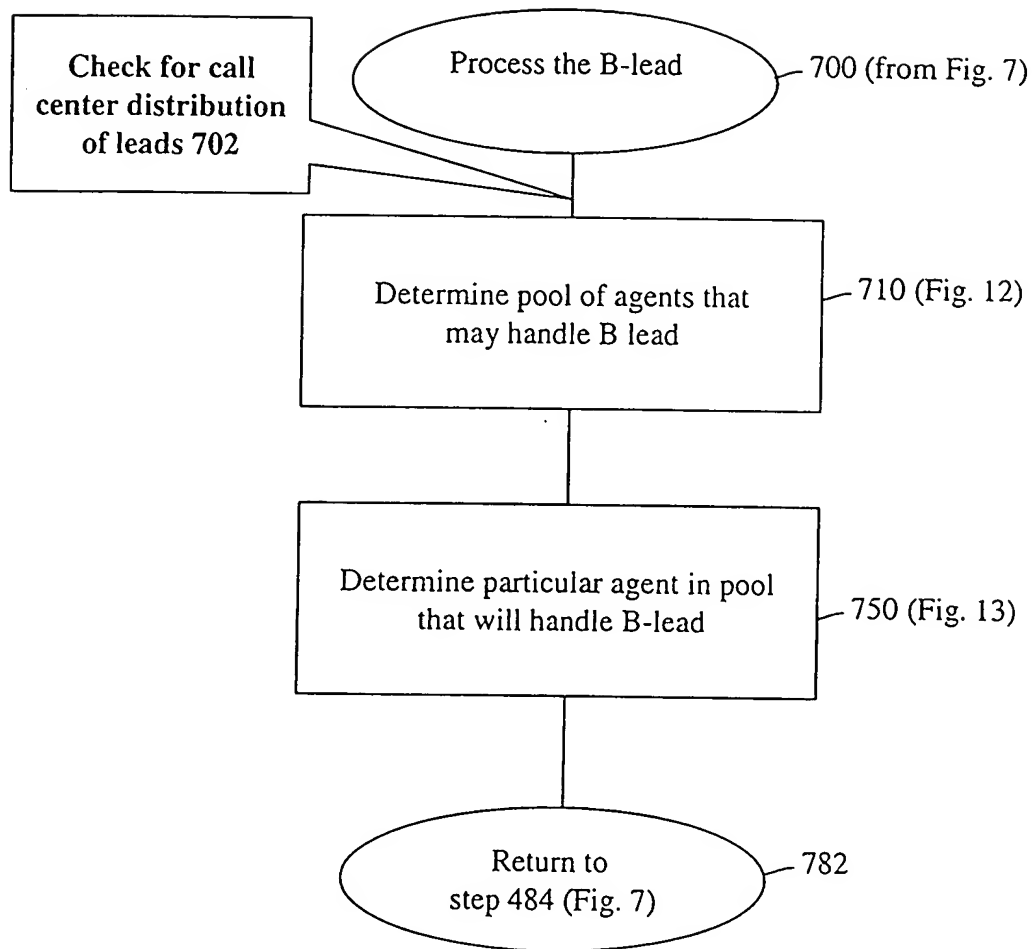 Check for call
center distribution
of leads 702
Process the B-lead
700 (from Fig. 7)
Determine pool of agents that
may handle B lead
710 (Fig. 12)
Determine particular agent in pool
that will handle B-lead
750 (Fig. 13)
Return to
step 484 (Fig. 7)
782